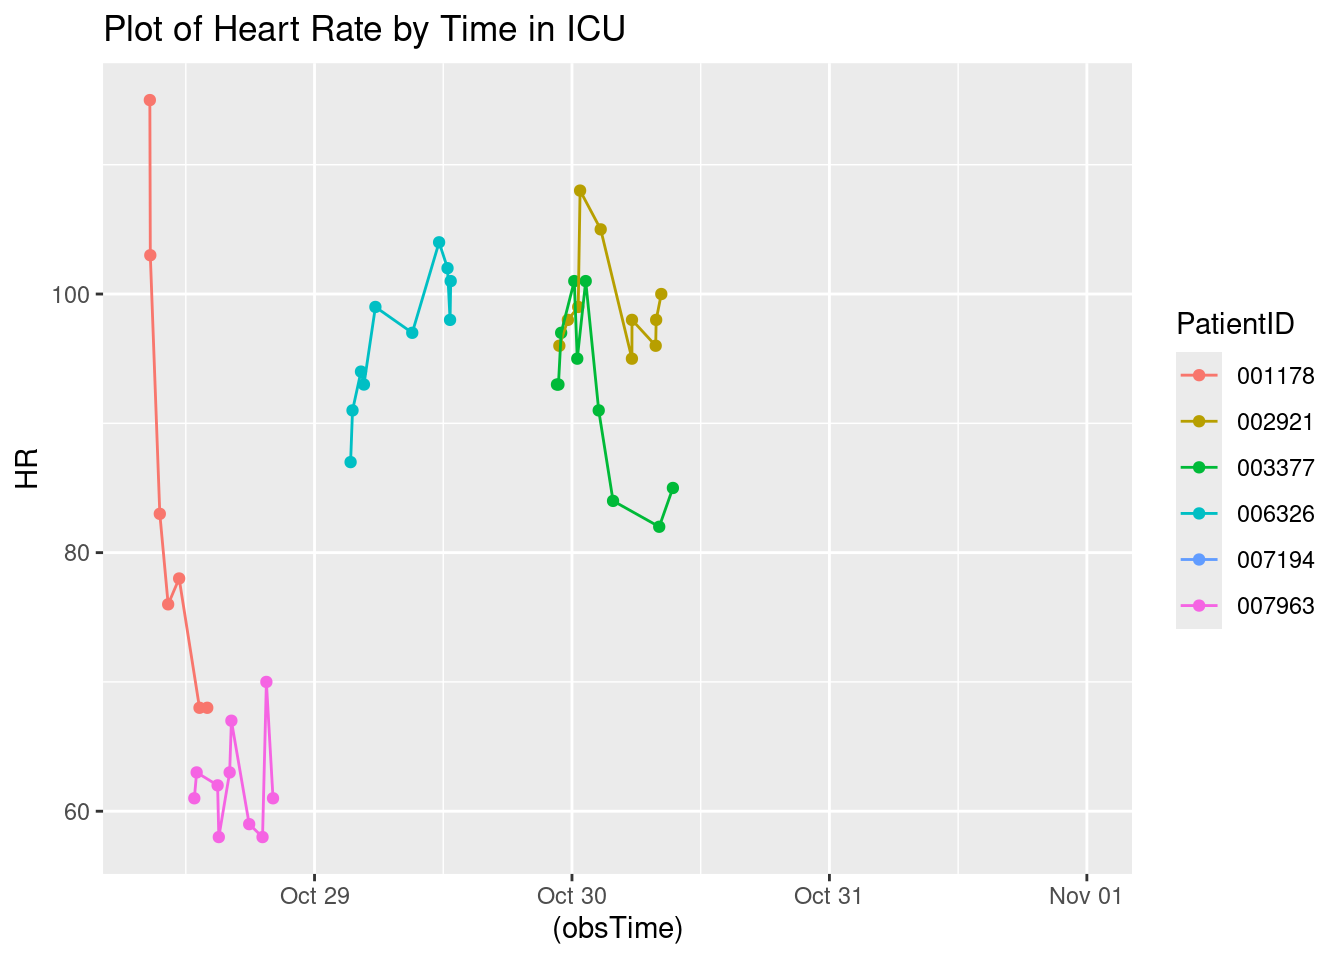 Plot of Heart Rate by Time in ICU
HR
100
80
60
Oct 29
Oct 30
Oct 31
Nov 01
(obsTime)
PatientID
001178
002921
003377
006326
007194
007963